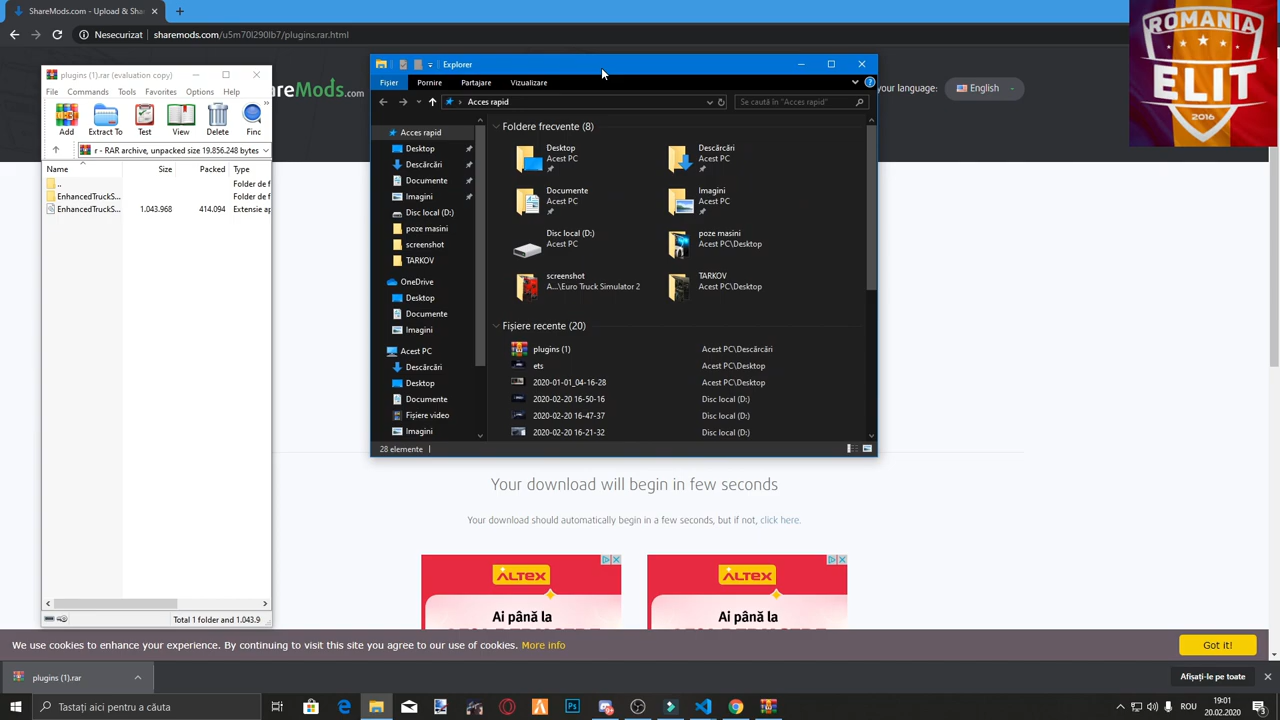 ShareMods.com - Upload & Sha
Nesecurizat
sharemods.com/u5m70l290lb7/plugins.rar.html
ROMANIA
ELIT
2016
reMods.com
your language:
English
plugins (1).rar (evaluation copy)
File Commands Tools Favorites Options Help
Add Extract To Test View Delete Finc
r - RAR archive, unpacked size 19.856.248 bytes
Name Size Packed Type
.. Folder de f
EnhancedTruckS... Folder de f
EnhancedTruckS... 1.043.968 414.094 Extensie ap
Total 1 folder and 1.043.9
Explorer
Fișier Pornire Partajare Vizualizare
Acces rapid
Se caută în "Acces rapid"
Acces rapid
Desktop
Descărcări
Documente
Imagini
Disc local (D:)
poze masini
screenshot
TARKOV
OneDrive
Desktop
Documente
Imagini
Acest PC
Descărcări
Desktop
Documente
Fișiere video
Imagini
Foldere frecvente (8)
Desktop
Acest PC
Descărcări
Acest PC
Documente
Acest PC
Imagini
Acest PC
Disc local (D:)
Acest PC
poze masini
Acest PC\Desktop
screenshot
A...\Euro Truck Simulator 2
TARKOV
Acest PC\Desktop
Fișiere recente (20)
plugins (1) Acest PC\Descărcări
ets Acest PC\Desktop
2020-01-01_04-16-28 Acest PC\Desktop
2020-02-20 16-50-16 Disc local (D:)
2020-02-20 16-47-37 Disc local (D:)
2020-02-20 16-21-32 Disc local (D:)
28 elemente
Your download will begin in few seconds
Your download should automatically begin in a few seconds, but if not, click here.
ALTEX
Ai până la
ALTEX
Ai până la
We use cookies to enhance your experience. By continuing to visit this site you agree to our use of cookies. More info
Got it!
plugins (1).rar
Afișați-le pe toate
Tastați aici pentru a căuta
ROU
19:01
20.02.2020